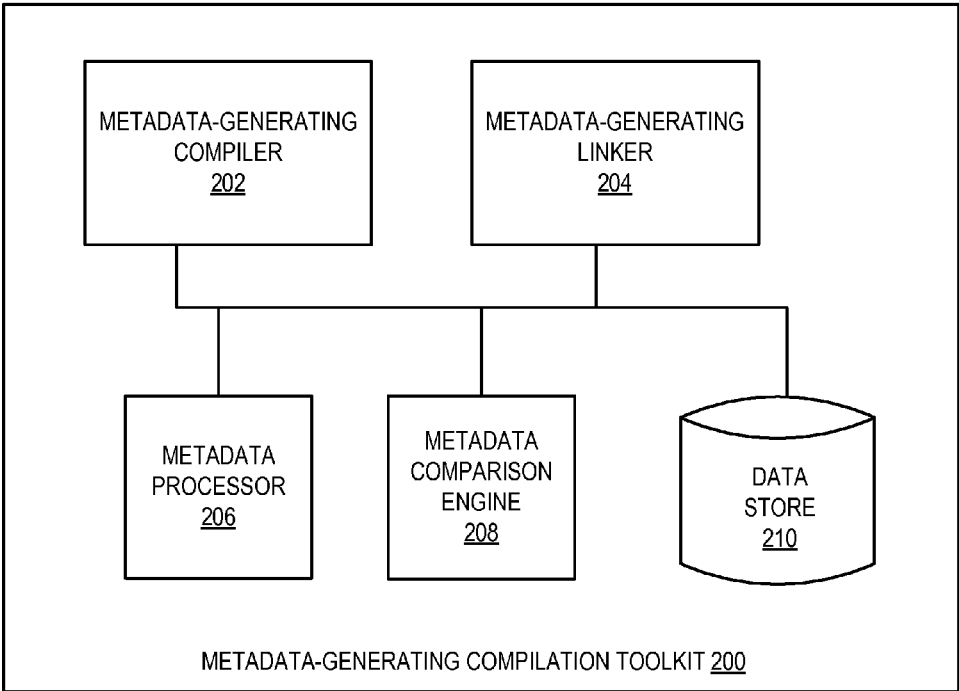 METADATA-GENERATING
COMPILER
202
METADATA-GENERATING
LINKER
204
METADATA
PROCESSOR
206
METADATA
COMPARISON
ENGINE
208
DATA
STORE
210
METADATA-GENERATING COMPILATION TOOLKIT 200